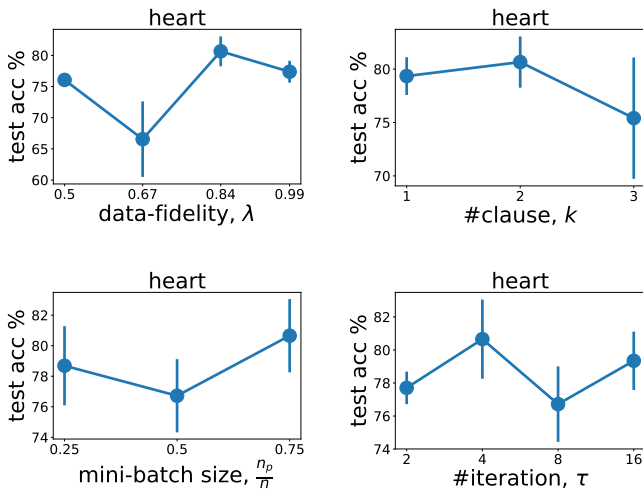 heart
test acc %
80
75
70
65
60
0.5 0.67 0.84 0.99
data-fidelity, λ
heart
test acc %
80
75
70
1 2 3
#clause, k
heart
test acc %
82
80
78
76
74
0.25 0.5 0.75
mini-batch size, n_p/n
heart
test acc %
82
80
78
76
74
2 4 8 16
#iteration, τ